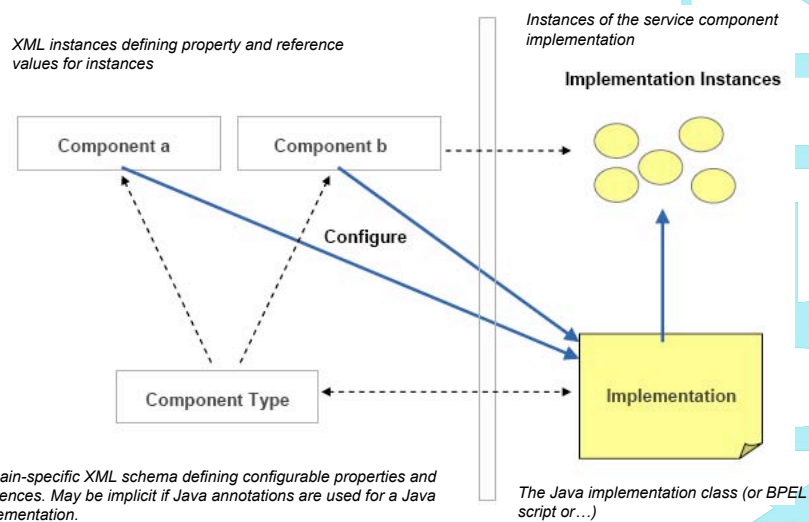 Instances of the service component
implementation
XML instances defining property and reference
values for instances
Implementation Instances
Component a
Component b
Configure
Component Type
Implementation
ain-specific XML schema defining configurable properties and
ences. May be implicit if Java annotations are used for a Java
ementation.
The Java implementation class (or BPEL
script or…)